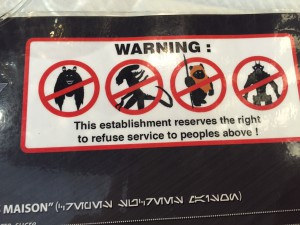 WARNING :
This establishment reserves the right
to refuse service to peoples above !
MAISON"